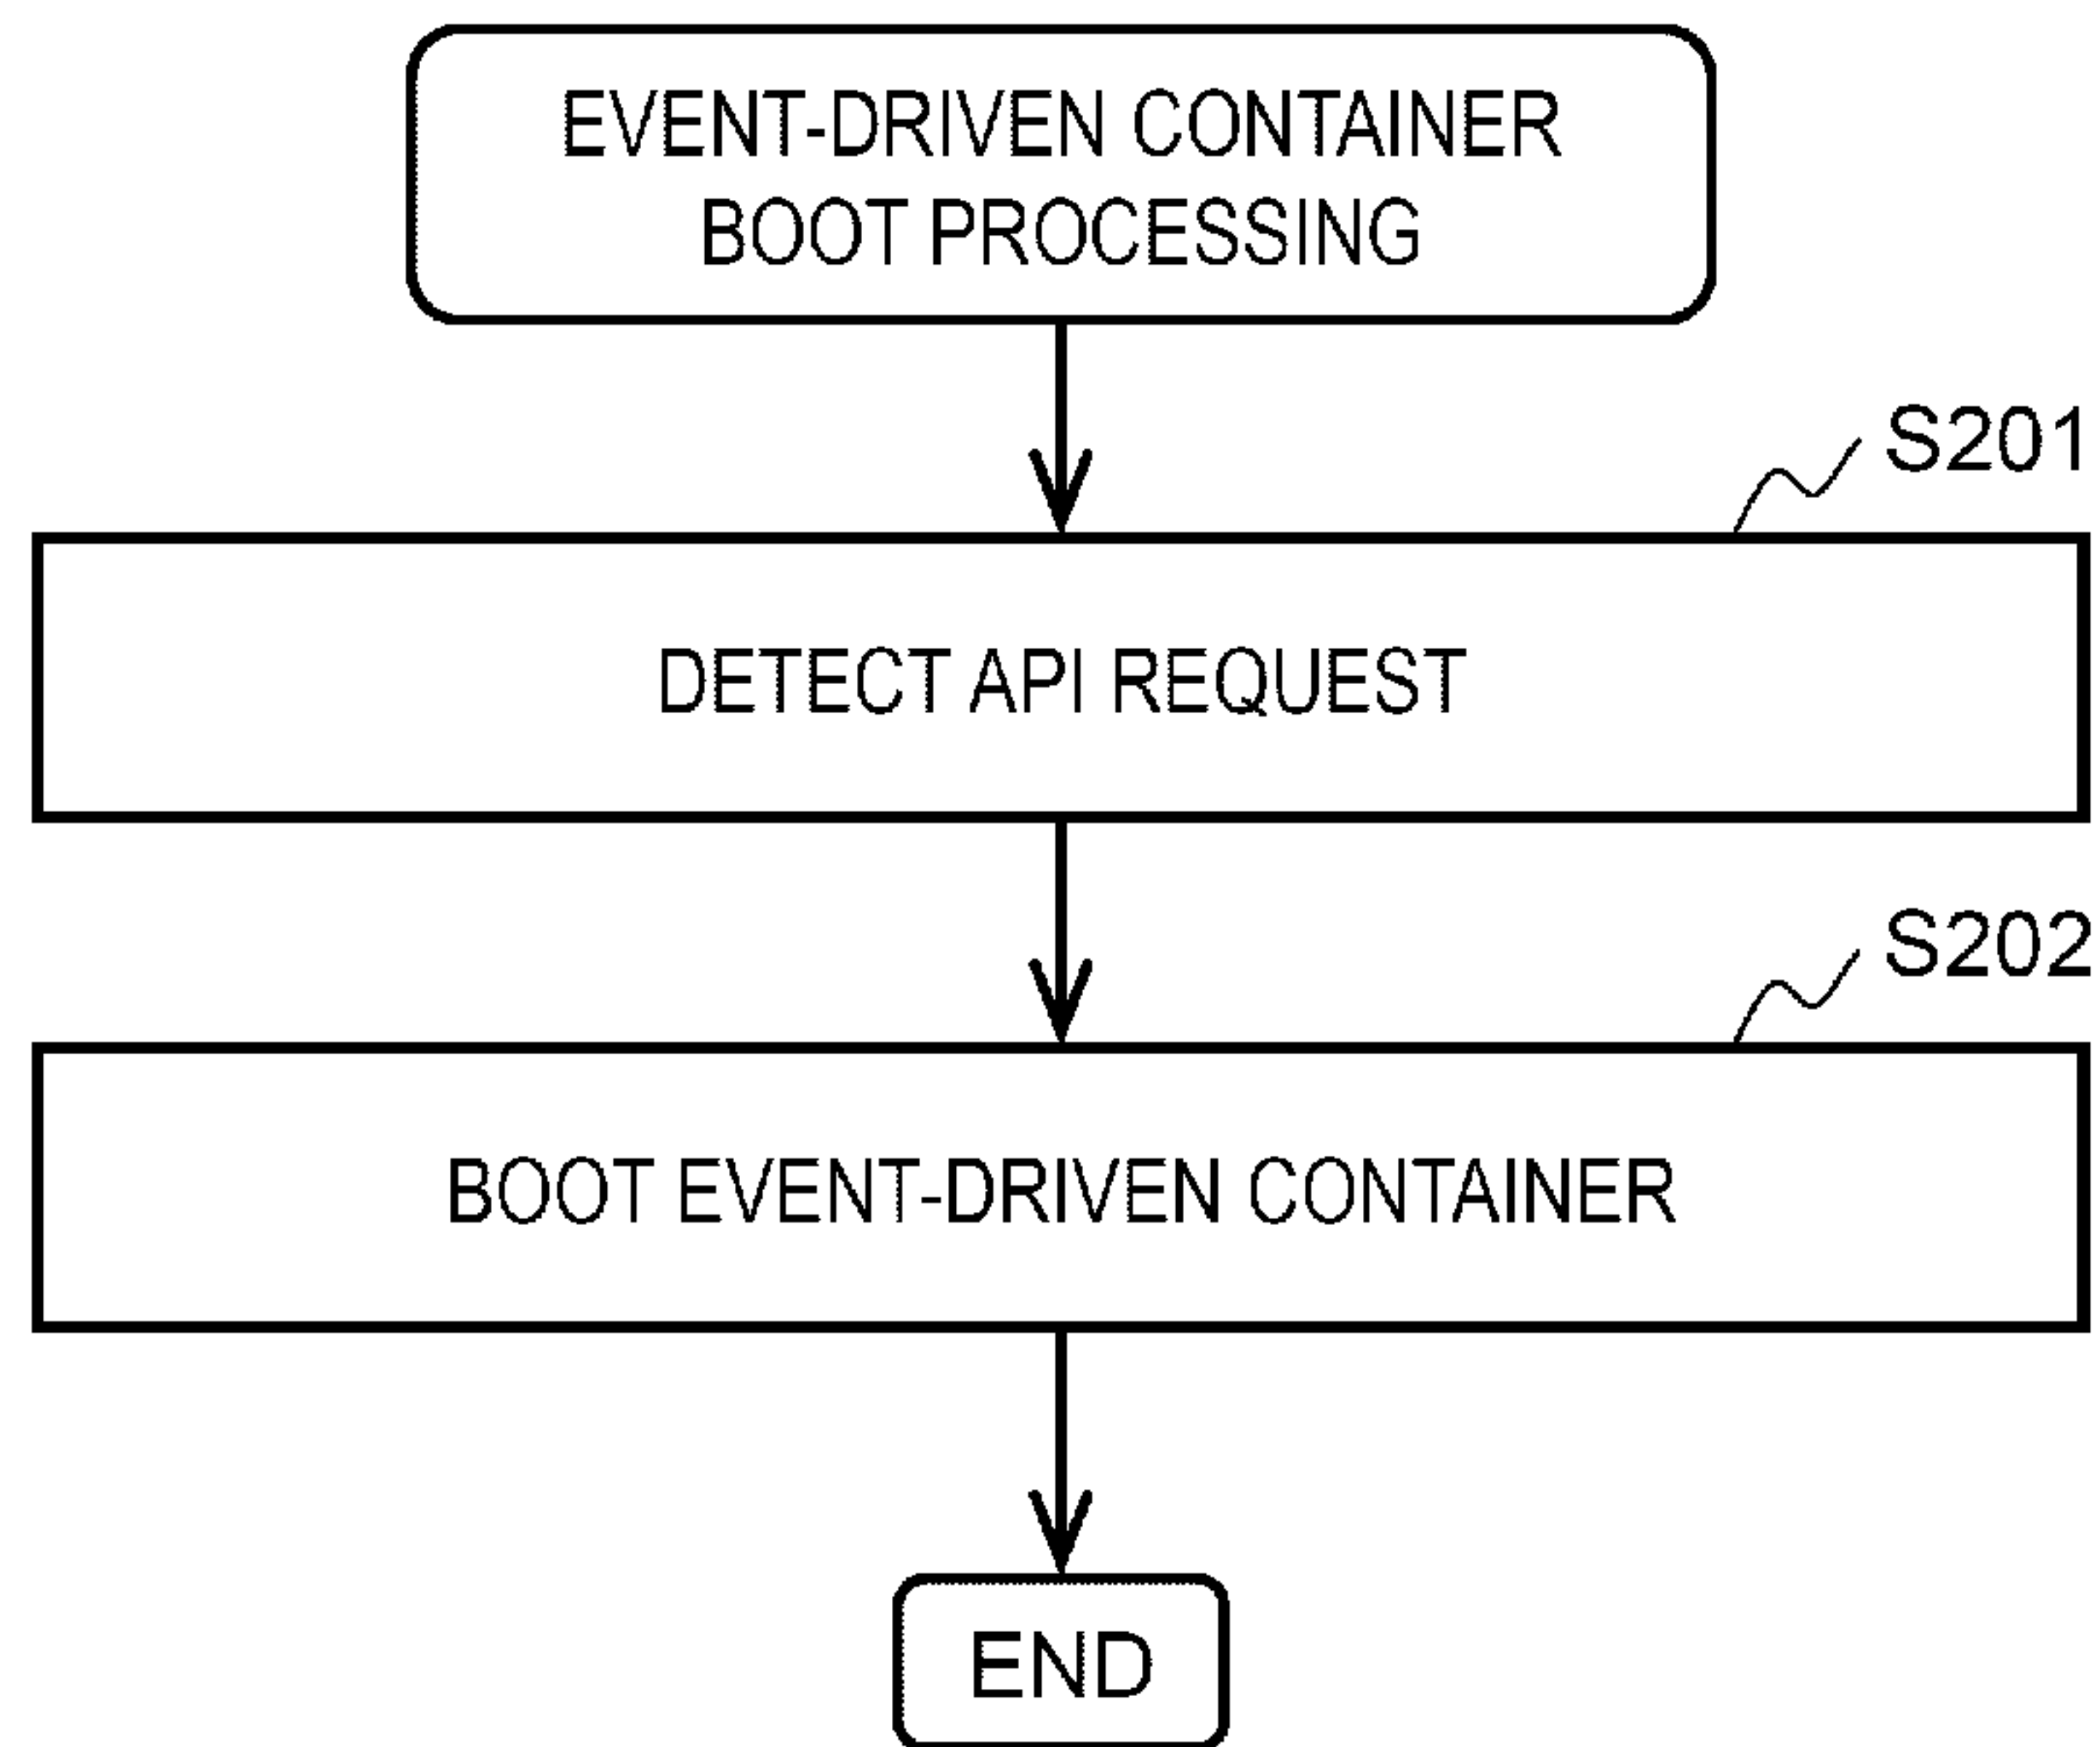 EVENT-DRIVEN CONTAINER
BOOT PROCESSING
S201
DETECT API REQUEST
S202
BOOT EVENT-DRIVEN CONTAINER
END